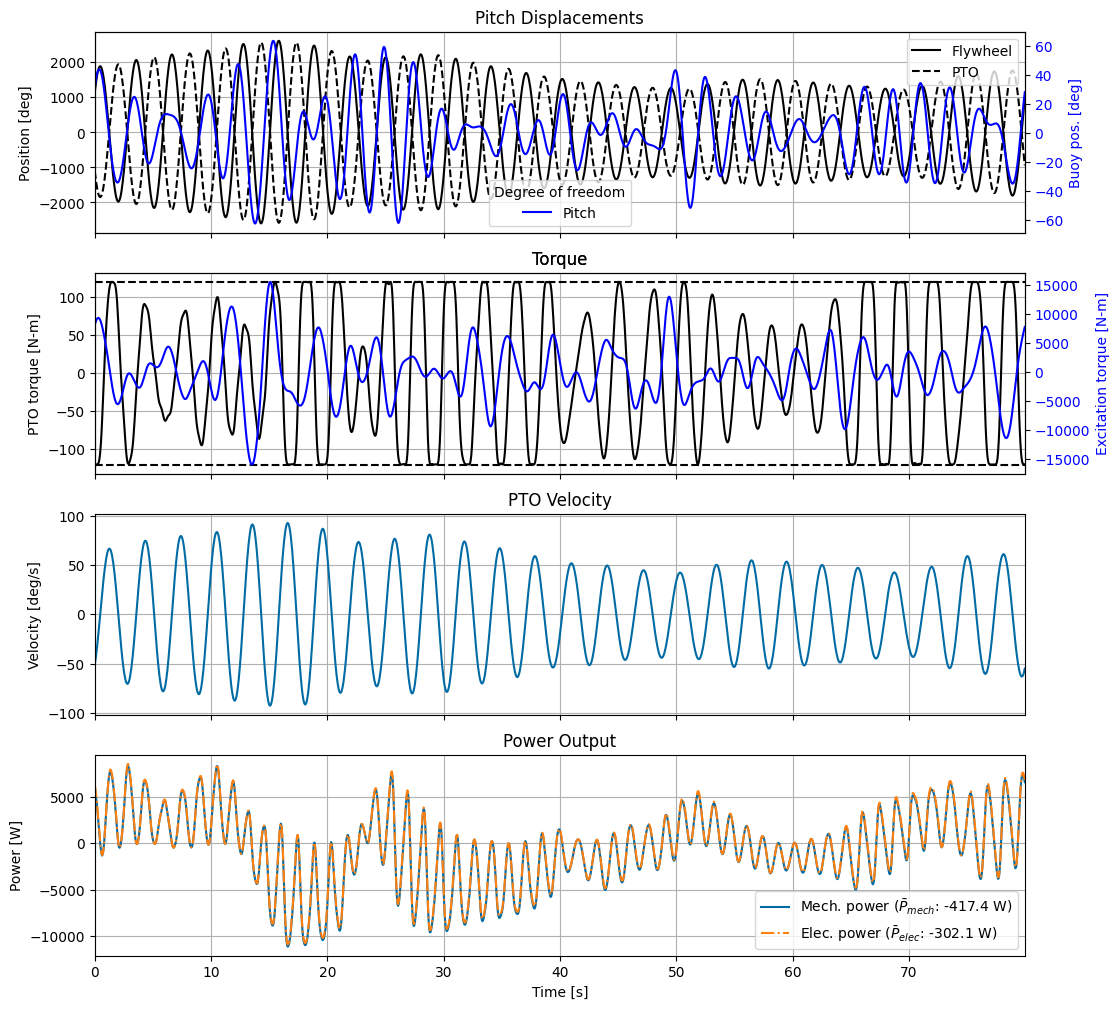 Pitch Displacements
Position [deg]
2000
1000
0
−1000
−2000
Flywheel
PTO
Degree of freedom
Pitch
60
40
20
0
−20
−40
−60
Buoy pos. [deg]
Torque
PTO torque [N-m]
100
50
0
−50
−100
15000
10000
5000
0
−5000
−10000
−15000
Excitation torque [N-m]
PTO Velocity
Velocity [deg/s]
100
50
0
−50
−100
Power Output
Power [W]
5000
0
−5000
−10000
Mech. power (P̄mech: -417.4 W)
Elec. power (P̄elec: -302.1 W)
0 10 20 30 40 50 60 70
Time [s]